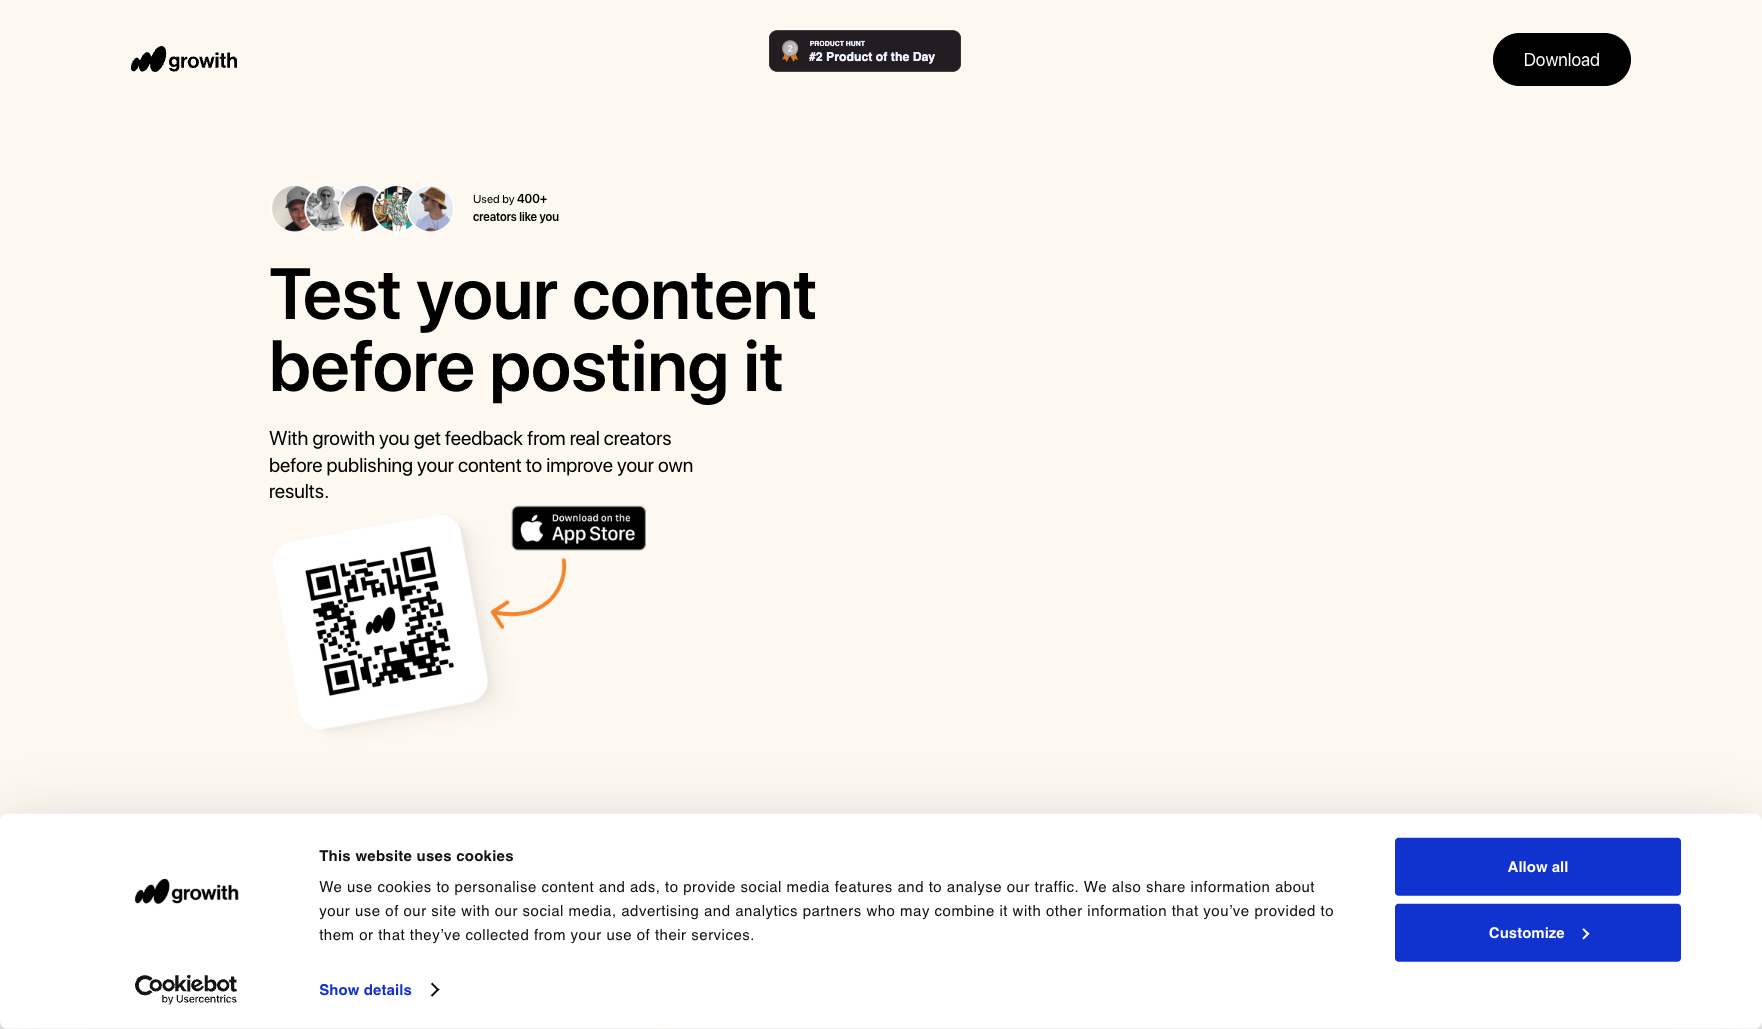 growith
2
PRODUCT HUNT
#2 Product of the Day
Download
Used by 400+
creators like you
Test your content
before posting it
With growith you get feedback from real creators
before publishing your content to improve your own
results.
Download on the
App Store
growith
Cookiebot
by Usercentrics
This website uses cookies
We use cookies to personalise content and ads, to provide social media features and to analyse our traffic. We also share information about
your use of our site with our social media, advertising and analytics partners who may combine it with other information that you’ve provided to
them or that they’ve collected from your use of their services.
Show details
Allow all
Customize